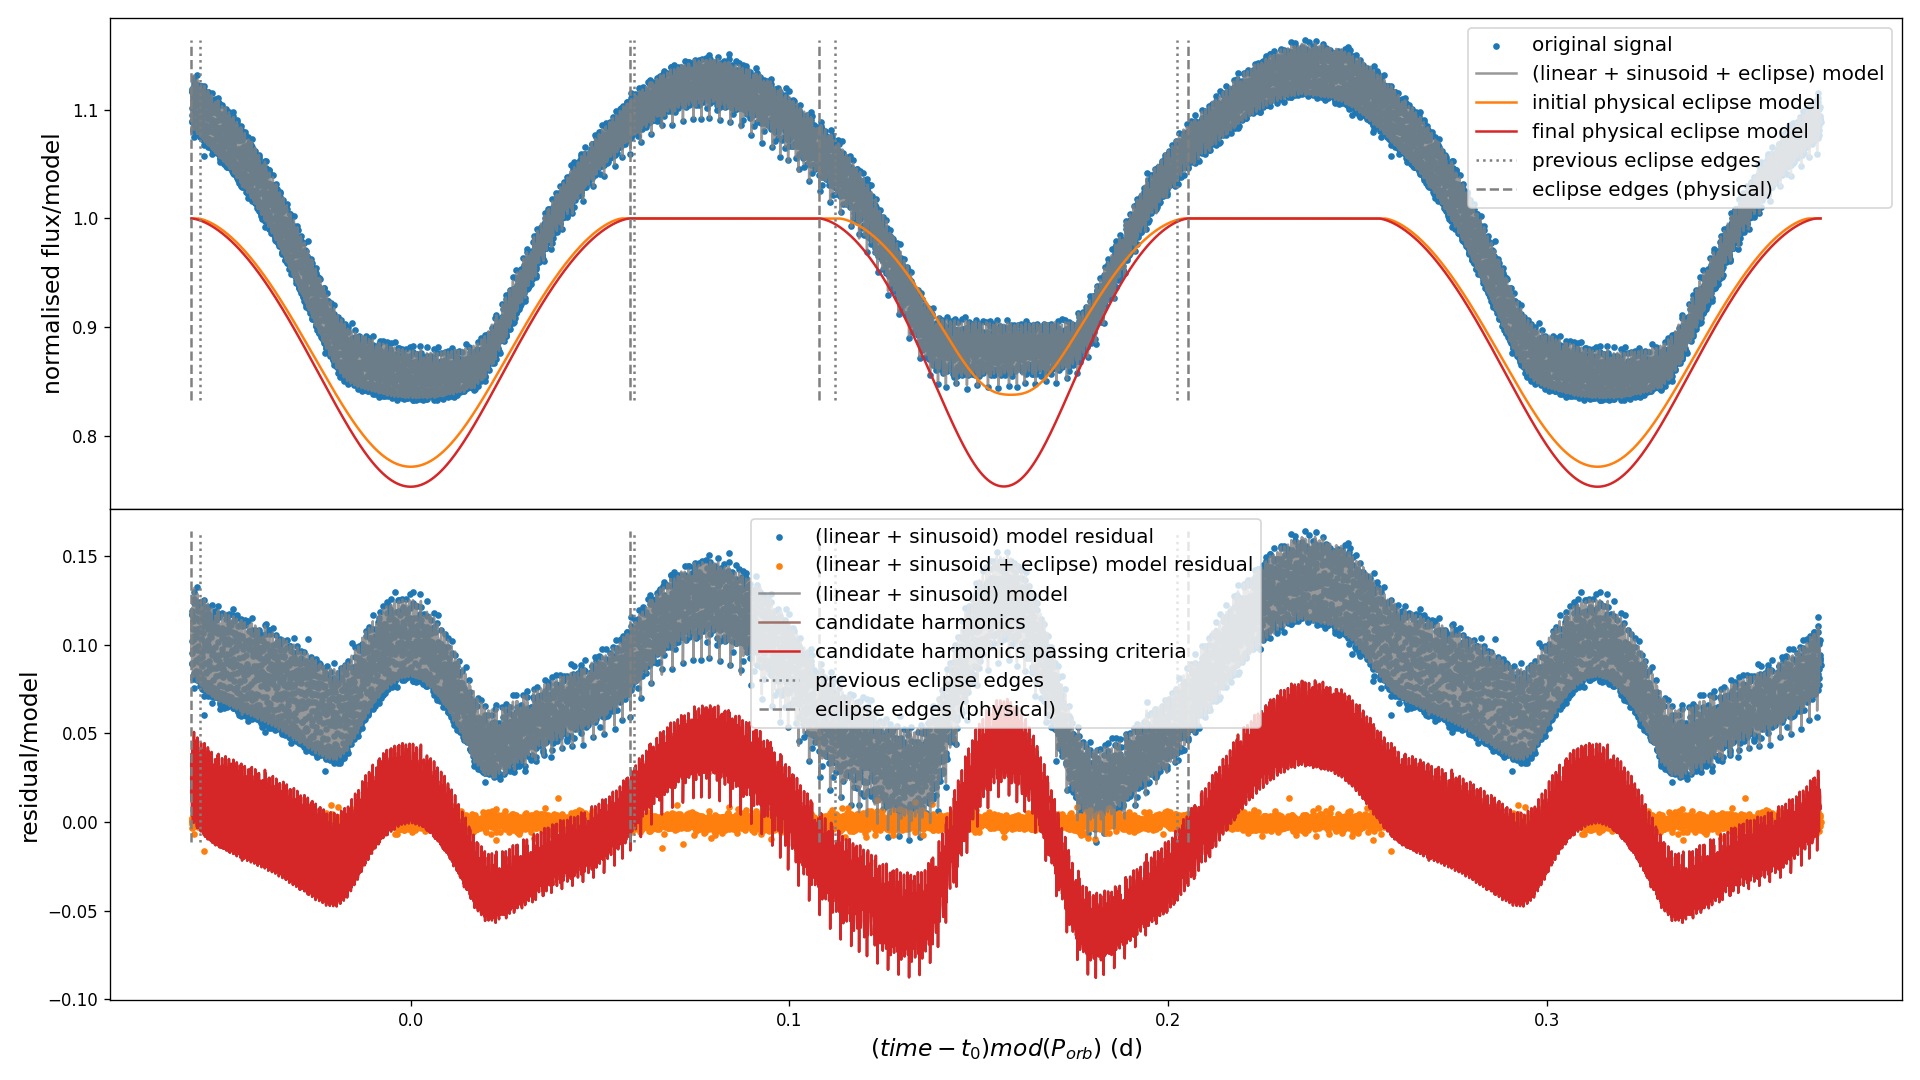 original signal
(linear + sinusoid + eclipse) model
initial physical eclipse model
final physical eclipse model
previous eclipse edges
eclipse edges (physical)
normalised flux/model
1.1
1.0
0.9
0.8
(linear + sinusoid) model residual
(linear + sinusoid + eclipse) model residual
(linear + sinusoid) model
candidate harmonics
candidate harmonics passing criteria
previous eclipse edges
eclipse edges (physical)
residual/model
0.15
0.10
0.05
0.00
−0.05
−0.10
0.0 0.1 0.2 0.3
(time − t₀)mod(Pₒᵣb) (d)